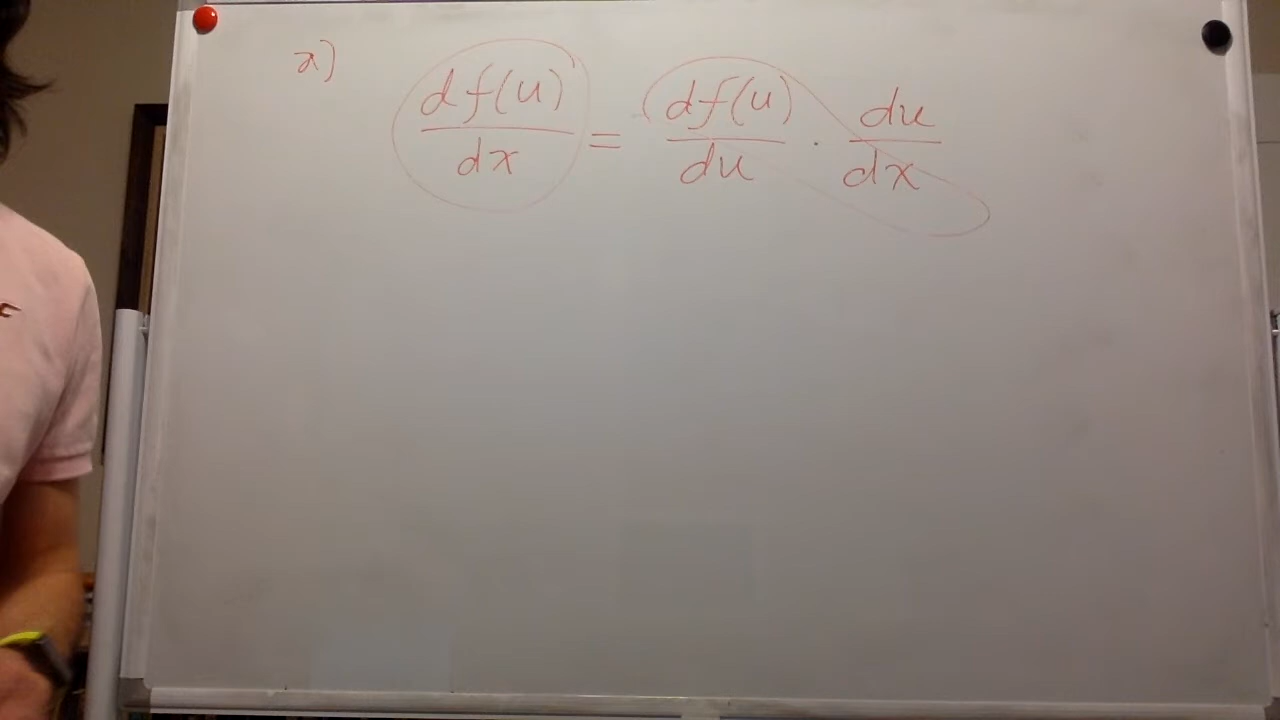 a) df(u)/dx = df(u)/du · du/dx